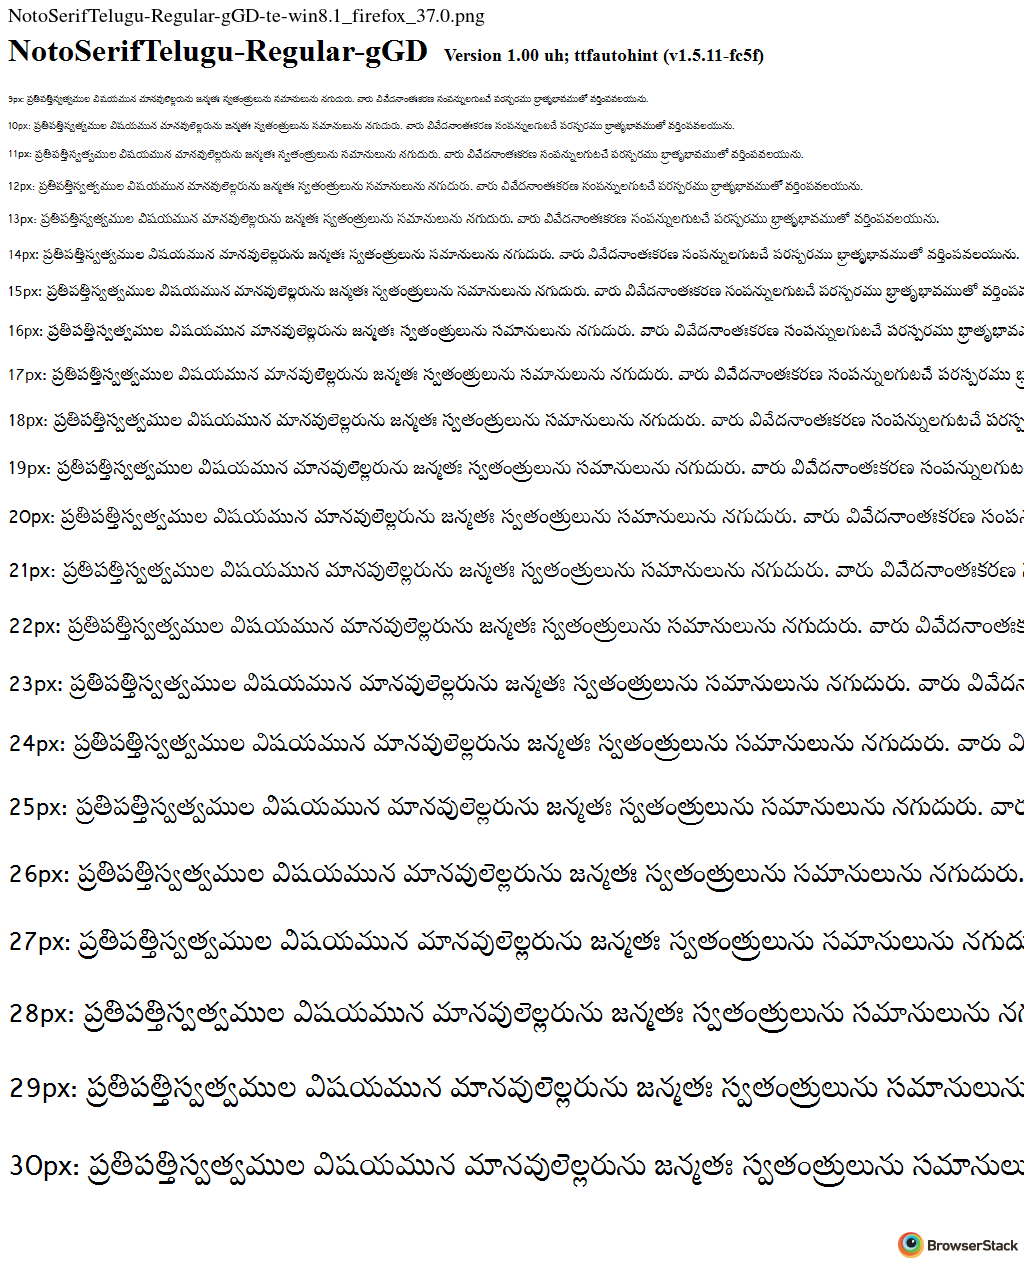 NotoSerifTelugu-Regular-gGD-te-win8.1_firefox_37.0.png
NotoSerifTelugu-Regular-gGD Version 1.00 uh; ttfautohint (v1.5.11-fc5f)
9px: ప్రతిపత్తిస్వత్వముల విషయమున మానవులెల్లరును జన్మతః స్వతంత్రులును సమానులును నగుదురు. వారు వివేదనాంతఃకరణ సంపన్నులగుటచే పరస్పరము భ్రాతృభావముతో వర్తింపవలయును.
10px: ప్రతిపత్తిస్వత్వముల విషయమున మానవులెల్లరును జన్మతః స్వతంత్రులును సమానులును నగుదురు. వారు వివేదనాంతఃకరణ సంపన్నులగుటచే పరస్పరము భ్రాతృభావముతో వర్తింపవలయును.
11px: ప్రతిపత్తిస్వత్వముల విషయమున మానవులెల్లరును జన్మతః స్వతంత్రులును సమానులును నగుదురు. వారు వివేదనాంతఃకరణ సంపన్నులగుటచే పరస్పరము భ్రాతృభావముతో వర్తింపవలయును.
12px: ప్రతిపత్తిస్వత్వముల విషయమున మానవులెల్లరును జన్మతః స్వతంత్రులును సమానులును నగుదురు. వారు వివేదనాంతఃకరణ సంపన్నులగుటచే పరస్పరము భ్రాతృభావముతో వర్తింపవలయును.
13px: ప్రతిపత్తిస్వత్వముల విషయమున మానవులెల్లరును జన్మతః స్వతంత్రులును సమానులును నగుదురు. వారు వివేదనాంతఃకరణ సంపన్నులగుటచే పరస్పరము భ్రాతృభావముతో వర్తింపవలయును.
14px: ప్రతిపత్తిస్వత్వముల విషయమున మానవులెల్లరును జన్మతః స్వతంత్రులును సమానులును నగుదురు. వారు వివేదనాంతఃకరణ సంపన్నులగుటచే పరస్పరము భ్రాతృభావముతో వర్తింపవలయును.
15px: ప్రతిపత్తిస్వత్వముల విషయమున మానవులెల్లరును జన్మతః స్వతంత్రులును సమానులును నగుదురు. వారు వివేదనాంతఃకరణ సంపన్నులగుటచే పరస్పరము భ్రాతృభావముతో
16px: ప్రతిపత్తిస్వత్వముల విషయమున మానవులెల్లరును జన్మతః స్వతంత్రులును సమానులును నగుదురు. వారు వివేదనాంతఃకరణ సంపన్నులగుటచే పరస్పరము
17px: ప్రతిపత్తిస్వత్వముల విషయమున మానవులెల్లరును జన్మతః స్వతంత్రులును సమానులును నగుదురు. వారు వివేదనాంతఃకరణ సంపన్నులగుటచే పరస్పరము
18px: ప్రతిపత్తిస్వత్వముల విషయమున మానవులెల్లరును జన్మతః స్వతంత్రులును సమానులును నగుదురు. వారు వివేదనాంతఃకరణ సంపన్నులగుటచే
19px: ప్రతిపత్తిస్వత్వముల విషయమున మానవులెల్లరును జన్మతః స్వతంత్రులును సమానులును నగుదురు. వారు వివేదనాంతఃకరణ
20px: ప్రతిపత్తిస్వత్వముల విషయమున మానవులెల్లరును జన్మతః స్వతంత్రులును సమానులును నగుదురు. వారు వివేదనాంతఃకరణ
21px: ప్రతిపత్తిస్వత్వముల విషయమున మానవులెల్లరును జన్మతః స్వతంత్రులును సమానులును నగుదురు. వారు వివేదనాంతఃకరణ
22px: ప్రతిపత్తిస్వత్వముల విషయమున మానవులెల్లరును జన్మతః స్వతంత్రులును సమానులును నగుదురు. వారు
23px: ప్రతిపత్తిస్వత్వముల విషయమున మానవులెల్లరును జన్మతః స్వతంత్రులును సమానులును నగుదురు. వారు
24px: ప్రతిపత్తిస్వత్వముల విషయమున మానవులెల్లరును జన్మతః స్వతంత్రులును సమానులును నగుదురు. వారు
25px: ప్రతిపత్తిస్వత్వముల విషయమున మానవులెల్లరును జన్మతః స్వతంత్రులును సమానులును నగుదురు.
26px: ప్రతిపత్తిస్వత్వముల విషయమున మానవులెల్లరును జన్మతః స్వతంత్రులును సమానులును నగుదురు.
27px: ప్రతిపత్తిస్వత్వముల విషయమున మానవులెల్లరును జన్మతః స్వతంత్రులును సమానులును
28px: ప్రతిపత్తిస్వత్వముల విషయమున మానవులెల్లరును జన్మతః స్వతంత్రులును సమానులును
29px: ప్రతిపత్తిస్వత్వముల విషయమున మానవులెల్లరును జన్మతః స్వతంత్రులును సమానులును
30px: ప్రతిపత్తిస్వత్వముల విషయమున మానవులెల్లరును జన్మతః స్వతంత్రులును
BrowserStack